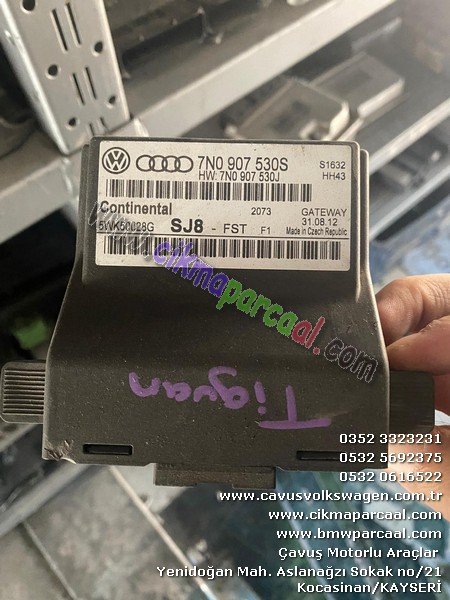 7N0 907 530S
HW: 7N0 907 530J
S1632
HH43
Continental
2073
GATEWAY
31.08.12
5WK50028G
SJ8 - FST F1
Made in Czech Republic
www.cikmaparcaal.com
Tiguan
0352 3323231
0532 5692375
0532 0616522
www.cavusvolkswagen.com.tr
www.cikmaparcaal.com
www.bmwparcaal.com
Çavuş Motorlu Araçlar
Yenidoğan Mah. Aslanağzı Sokak no/21
Kocasinan/KAYSERİ